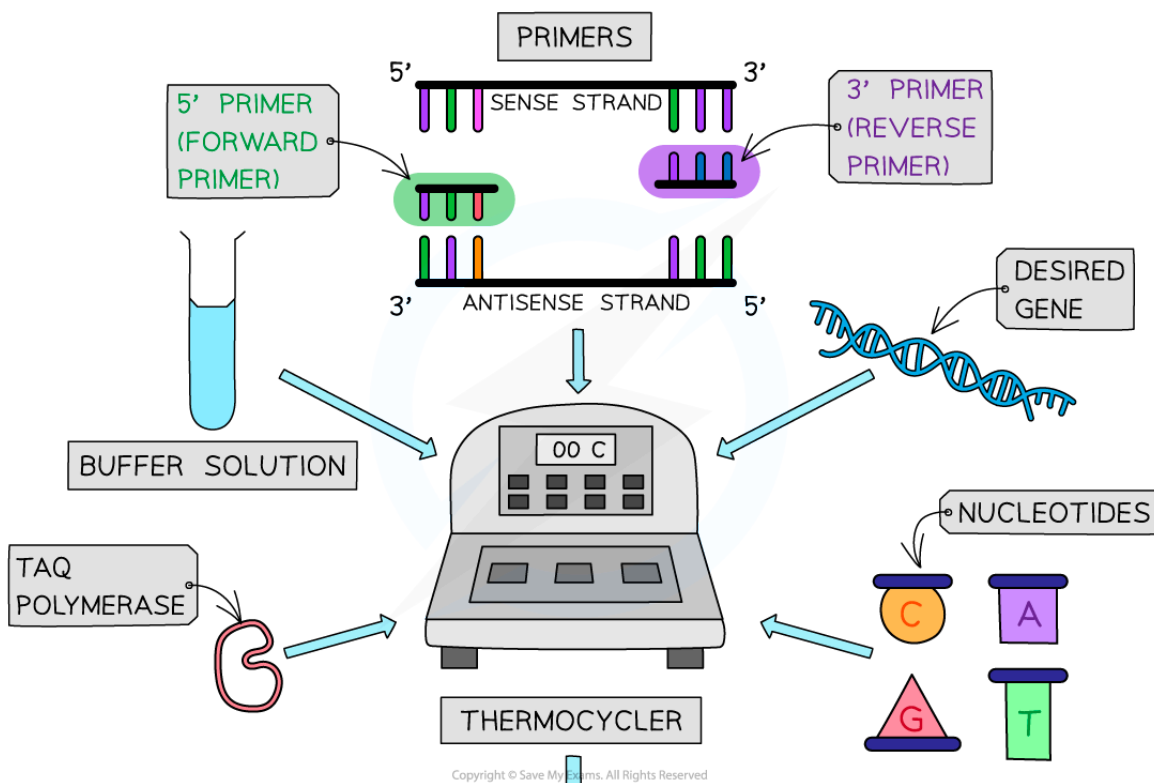 PRIMERS
5’
3’
SENSE STRAND
5’ PRIMER
(FORWARD
PRIMER)
3’ PRIMER
(REVERSE
PRIMER)
3’
ANTISENSE STRAND
5’
DESIRED
GENE
BUFFER SOLUTION
00 C
NUCLEOTIDES
TAQ
POLYMERASE
C
A
G
T
THERMOCYCLER
Copyright © Save My Exams. All Rights Reserved